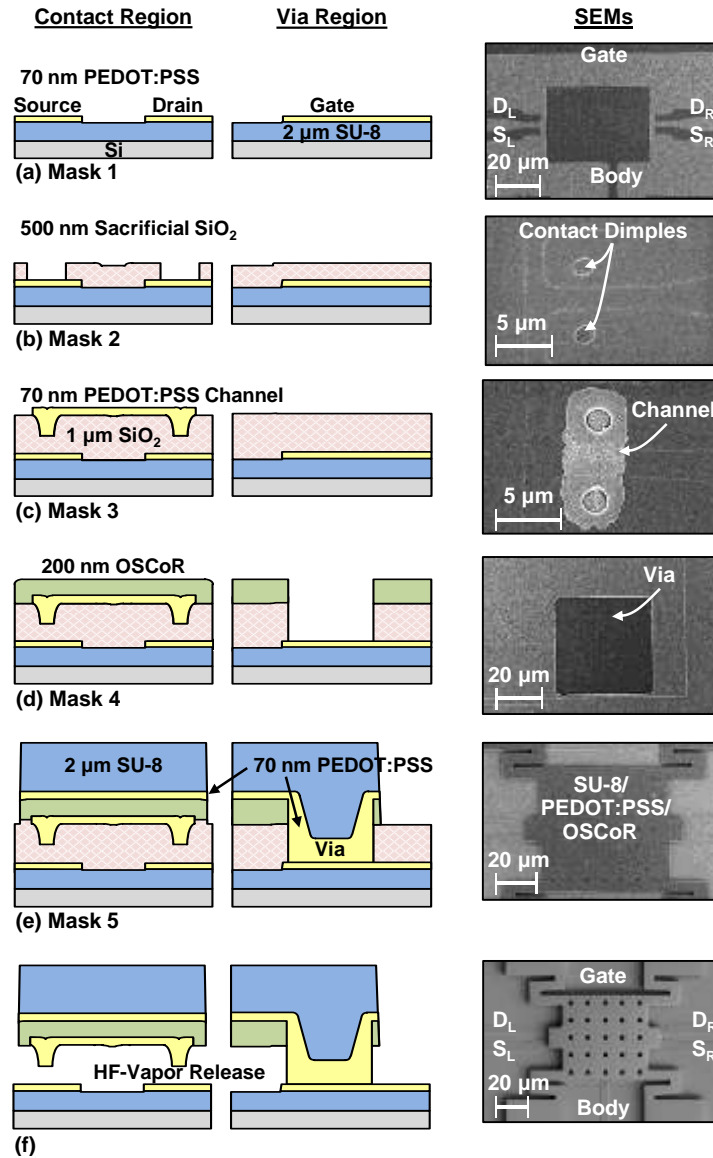 Contact Region
Via Region
SEMs
70 nm PEDOT:PSS
Source
Drain
Gate
2 µm SU-8
Si
(a) Mask 1
Gate
D_L
D_R
S_L
S_R
20 µm
Body
500 nm Sacrificial SiO₂
(b) Mask 2
Contact Dimples
5 µm
70 nm PEDOT:PSS Channel
1 µm SiO₂
(c) Mask 3
Channel
5 µm
200 nm OSCoR
(d) Mask 4
Via
20 µm
2 µm SU-8
70 nm PEDOT:PSS
Via
(e) Mask 5
SU-8/
PEDOT:PSS/
OSCoR
20 µm
HF-Vapor Release
(f)
Gate
D_L
D_R
S_L
S_R
20 µm
Body